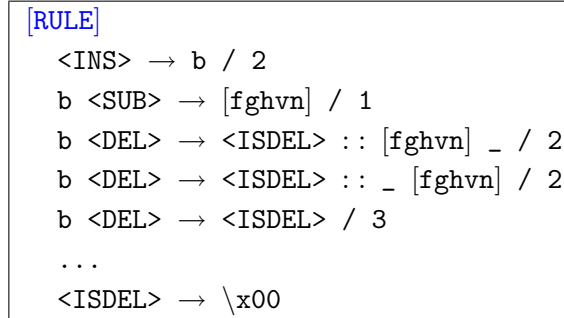 [RULE]
<INS> → b / 2
b <SUB> → [fghvn] / 1
b <DEL> → <ISDEL> :: [fghvn] _ / 2
b <DEL> → <ISDEL> :: _ [fghvn] / 2
b <DEL> → <ISDEL> / 3
...
<ISDEL> → \x00